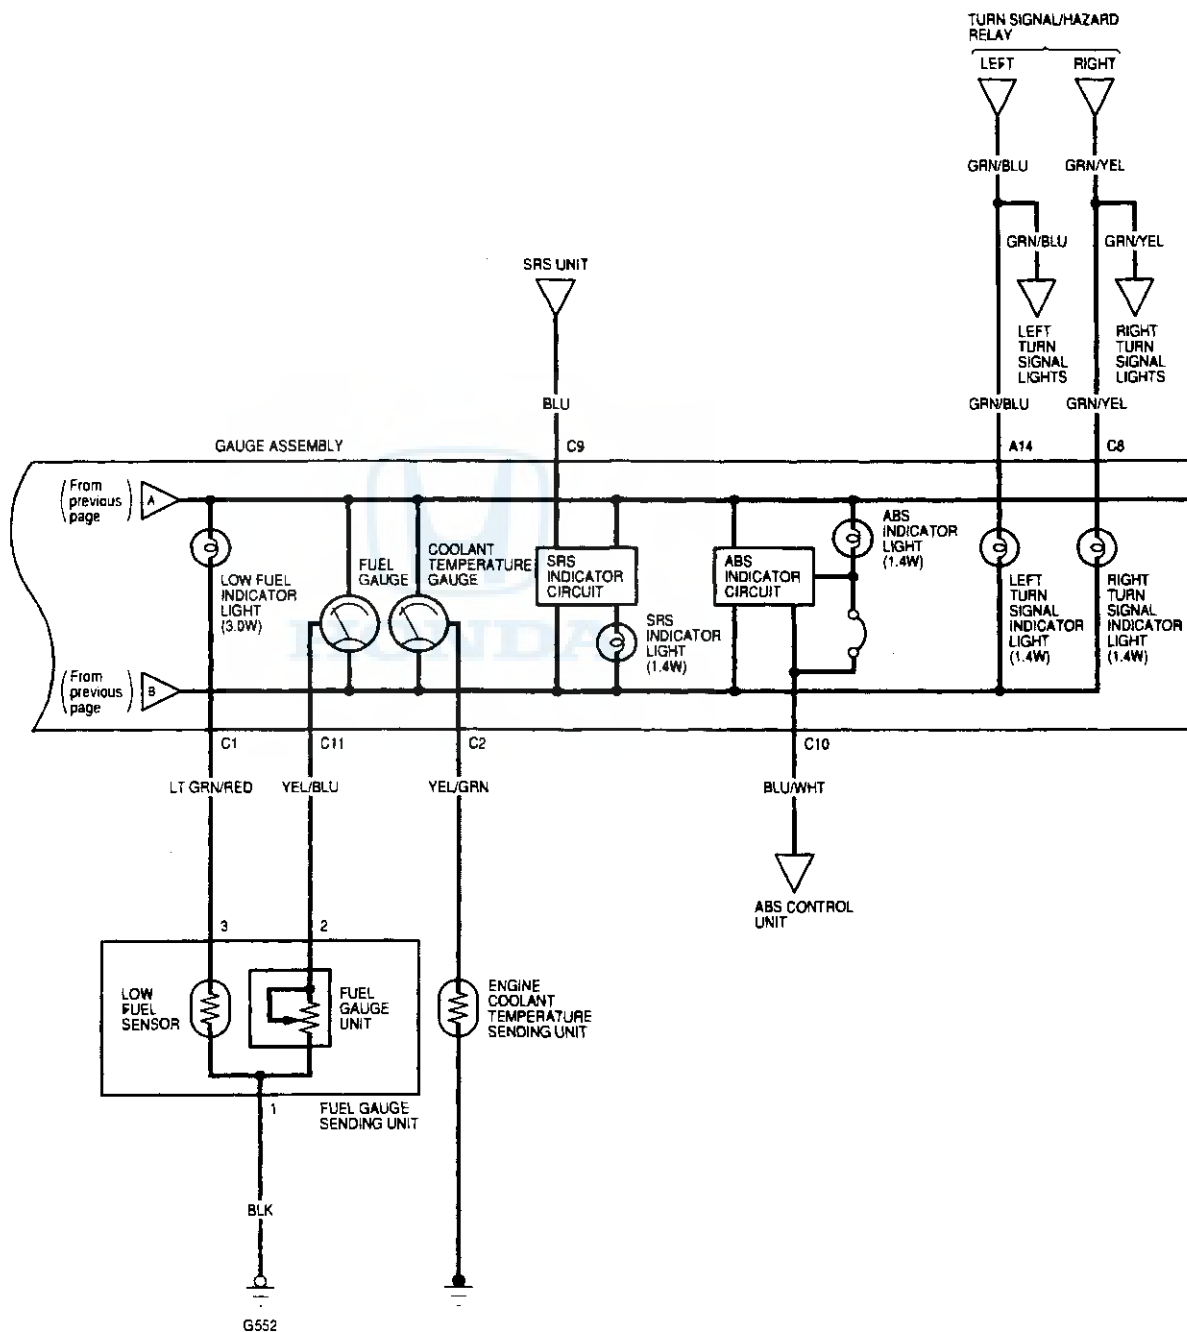 TURN SIGNAL/HAZARD
RELAY
LEFT
RIGHT
GRN/BLU
GRN/YEL
GRN/BLU
GRN/YEL
SRS UNIT
LEFT
TURN
SIGNAL
LIGHTS
RIGHT
TURN
SIGNAL
LIGHTS
BLU
GRN/BLU
GRN/YEL
GAUGE ASSEMBLY
C9
A14
C8
(From
previous
page)
A
LOW FUEL
INDICATOR
LIGHT
(3.0W)
FUEL
GAUGE
COOLANT
TEMPERATURE
GAUGE
SRS
INDICATOR
CIRCUIT
SRS
INDICATOR
LIGHT
(1.4W)
ABS
INDICATOR
CIRCUIT
ABS
INDICATOR
LIGHT
(1.4W)
LEFT
TURN
SIGNAL
INDICATOR
LIGHT
(1.4W)
RIGHT
TURN
SIGNAL
INDICATOR
LIGHT
(1.4W)
HONDA
(From
previous
page)
B
C1
C11
C2
C10
LT GRN/RED
YEL/BLU
YEL/GRN
BLU/WHT
ABS CONTROL
UNIT
3
2
LOW
FUEL
SENSOR
FUEL
GAUGE
UNIT
ENGINE
COOLANT
TEMPERATURE
SENDING UNIT
1
FUEL GAUGE
SENDING UNIT
BLK
G552